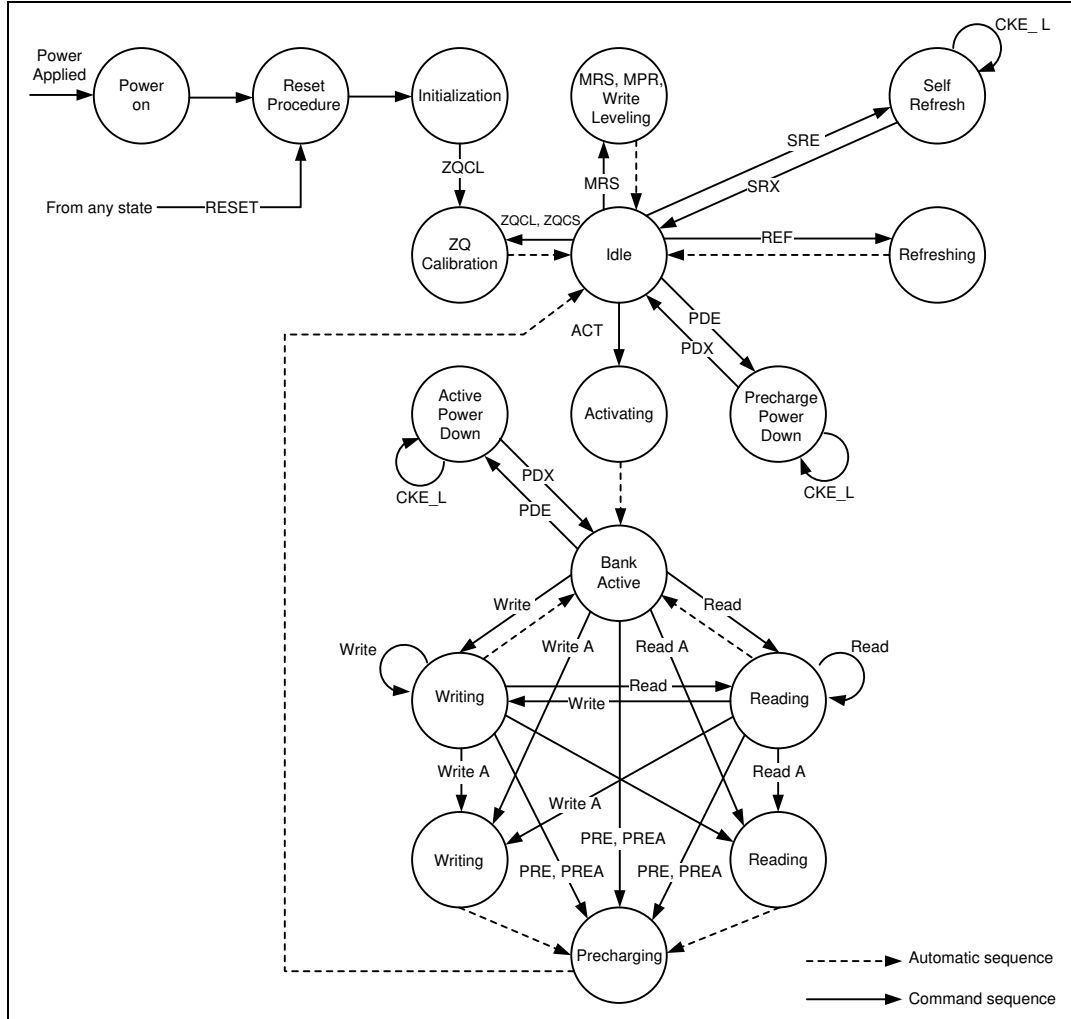 CKE_ L
Power
Applied
Power
on
Reset
Procedure
Initialization
MRS, MPR,
Write
Leveling
Self
Refresh
ZQCL
SRE
SRX
MRS
From any state
RESET
ZQCL, ZQCS
REF
ZQ
Calibration
Idle
Refreshing
ACT
PDE
PDX
Active
Power
Down
Activating
Precharge
Power
Down
CKE_L
PDX
PDE
CKE_L
Bank
Active
Write
Read
Write
Write A
Read A
Read
Writing
Read
Write
Reading
Write A
Read A
Write A
Writing
PRE, PREA
Reading
PRE, PREA
PRE, PREA
Precharging
Automatic sequence
Command sequence